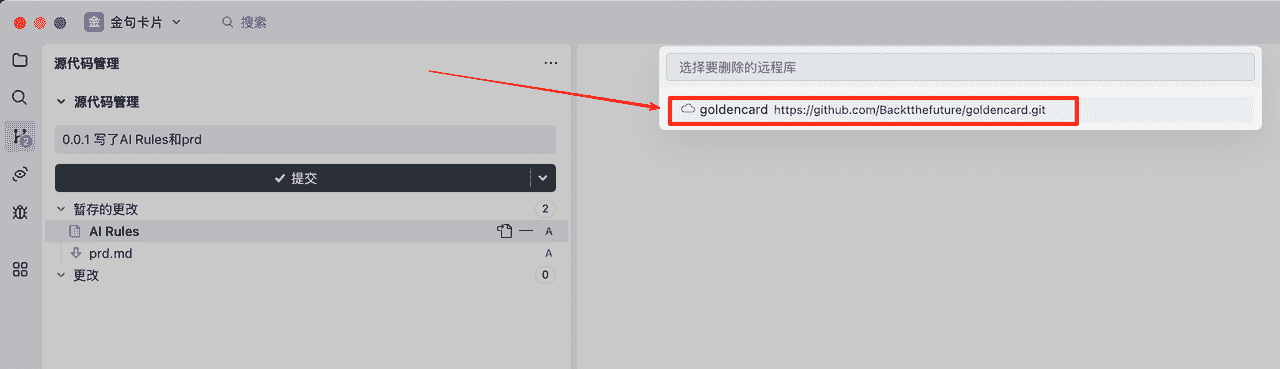 金 金句卡片 搜索
源代码管理
源代码管理
0.0.1 写了AI Rules和prd
提交
暂存的更改 2
AI Rules A
prd.md A
更改 0
2
选择要删除的远程库
goldencard https://github.com/Backtthefuture/goldencard.git